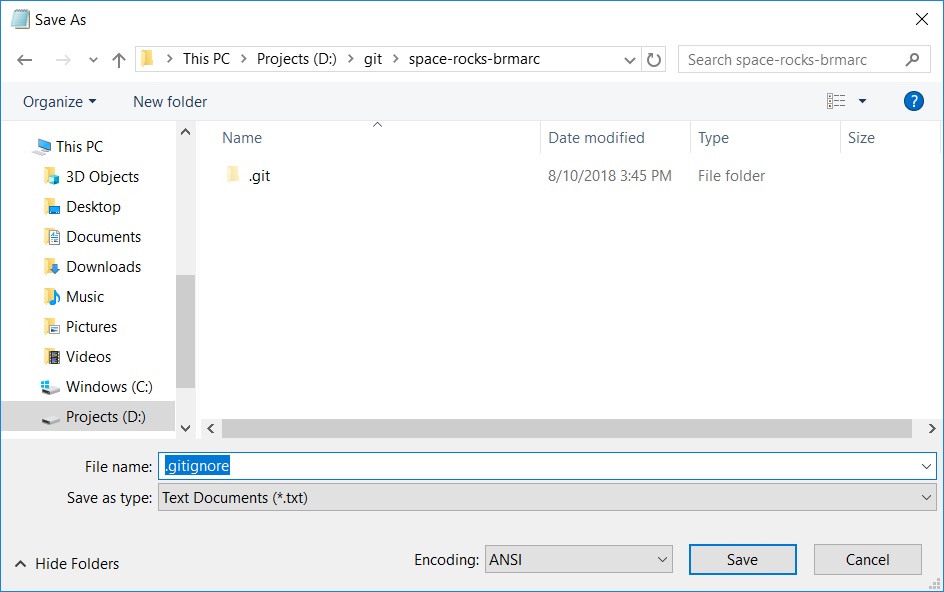 Save As
This PC > Projects (D:) > git > space-rocks-brmarc
Search space-rocks-brmarc
Organize
New folder
?
Name
Date modified
Type
Size
.git
8/10/2018 3:45 PM
File folder
This PC
3D Objects
Desktop
Documents
Downloads
Music
Pictures
Videos
Windows (C:)
Projects (D:)
File name:
.gitignore
Save as type:
Text Documents (*.txt)
Hide Folders
Encoding:
ANSI
Save
Cancel